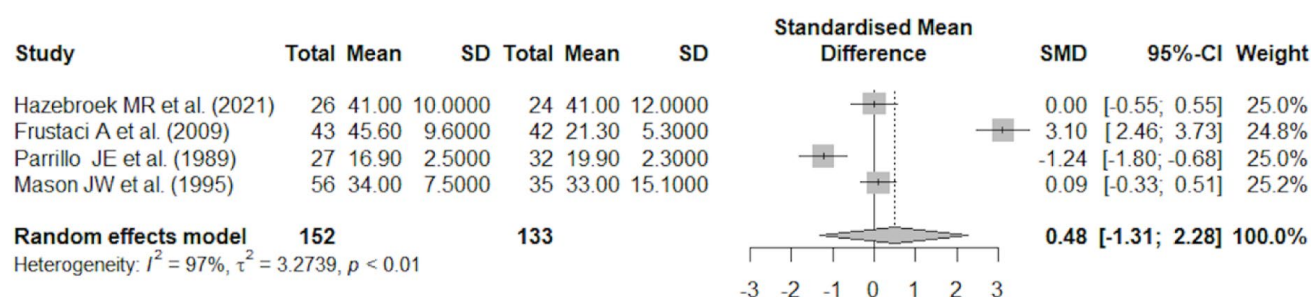 Standardised Mean
Study Total Mean SD Total Mean SD Difference SMD 95%-CI Weight
Hazebroek MR et al. (2021) 26 41.00 10.0000 24 41.00 12.0000 0.00 [-0.55; 0.55] 25.0%
Frustaci A et al. (2009) 43 45.60 9.6000 42 21.30 5.3000 3.10 [ 2.46; 3.73] 24.8%
Parrillo JE et al. (1989) 27 16.90 2.5000 32 19.90 2.3000 -1.24 [-1.80; -0.68] 25.0%
Mason JW et al. (1995) 56 34.00 7.5000 35 33.00 15.1000 0.09 [-0.33; 0.51] 25.2%
Random effects model 152 133 0.48 [-1.31; 2.28] 100.0%
Heterogeneity: I² = 97%, τ² = 3.2739, p < 0.01
-3 -2 -1 0 1 2 3